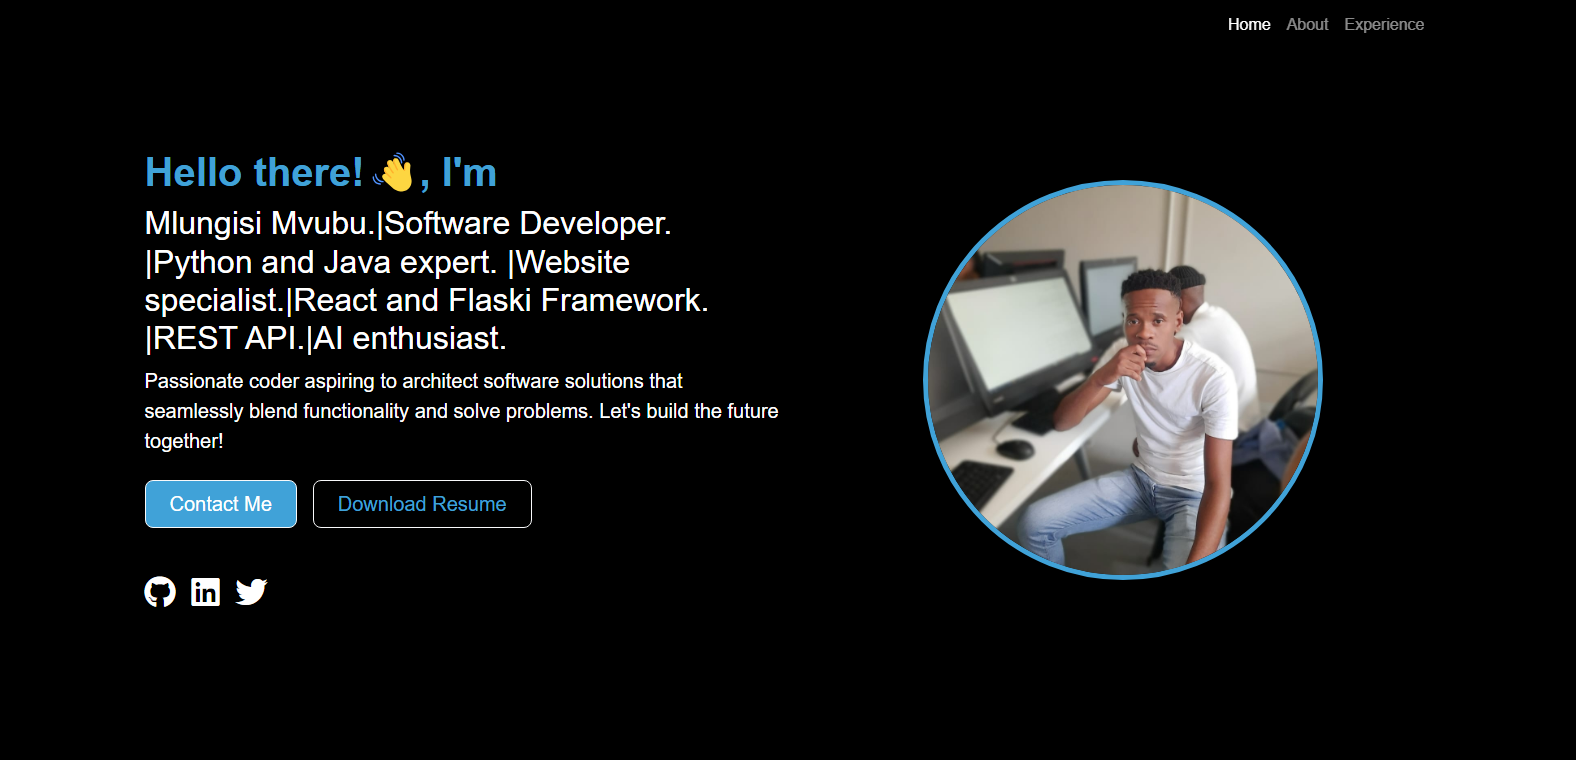 Home About Experience
Hello there! 👋, I'm
Mlungisi Mvubu.|Software Developer.
|Python and Java expert. |Website
specialist.|React and Flaski Framework.
|REST API.|AI enthusiast.
Passionate coder aspiring to architect software solutions that
seamlessly blend functionality and solve problems. Let's build the future
together!
Contact Me Download Resume